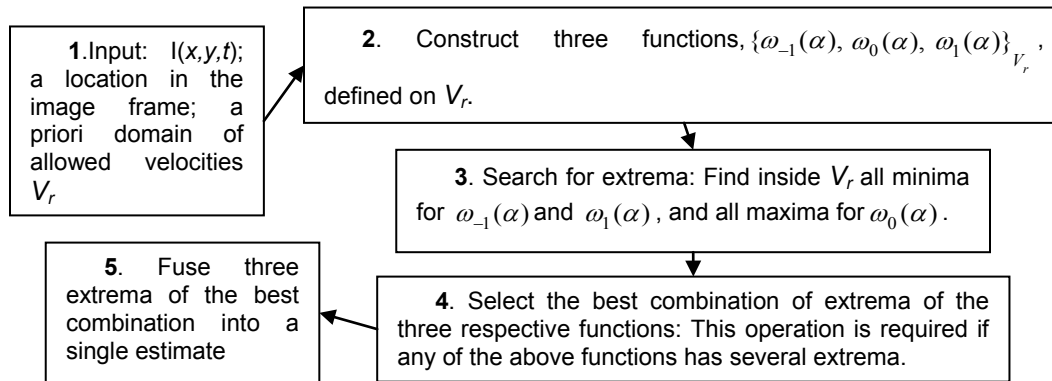 1.Input: I(x,y,t);
a location in the
image frame; a
priori domain of
allowed velocities
Vr
2. Construct three functions, {ω₋₁(α), ω₀(α), ω₁(α)}_Vr ,
defined on Vr.
3. Search for extrema: Find inside Vr all minima
for ω₋₁(α) and ω₁(α) , and all maxima for ω₀(α) .
4. Select the best combination of extrema of the
three respective functions: This operation is required if
any of the above functions has several extrema.
5. Fuse three
extrema of the best
combination into a
single estimate